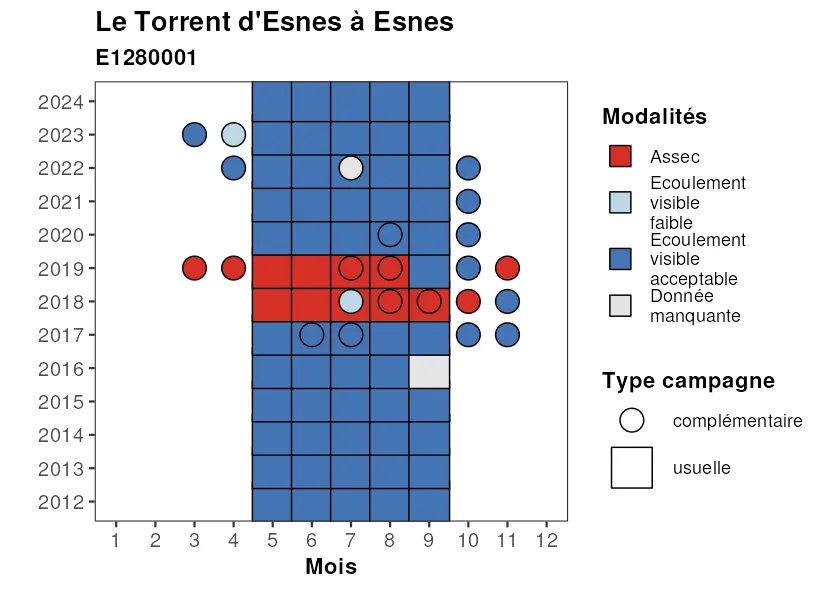 Le Torrent d'Esnes à Esnes
E1280001
2024
2023
2022
2021
2020
2019
2018
2017
2016
2015
2014
2013
2012
1 2 3 4 5 6 7 8 9 10 11 12
Mois
Modalités
Assec
Ecoulement
visible
faible
Ecoulement
visible
acceptable
Donnée
manquante
Type campagne
complémentaire
usuelle